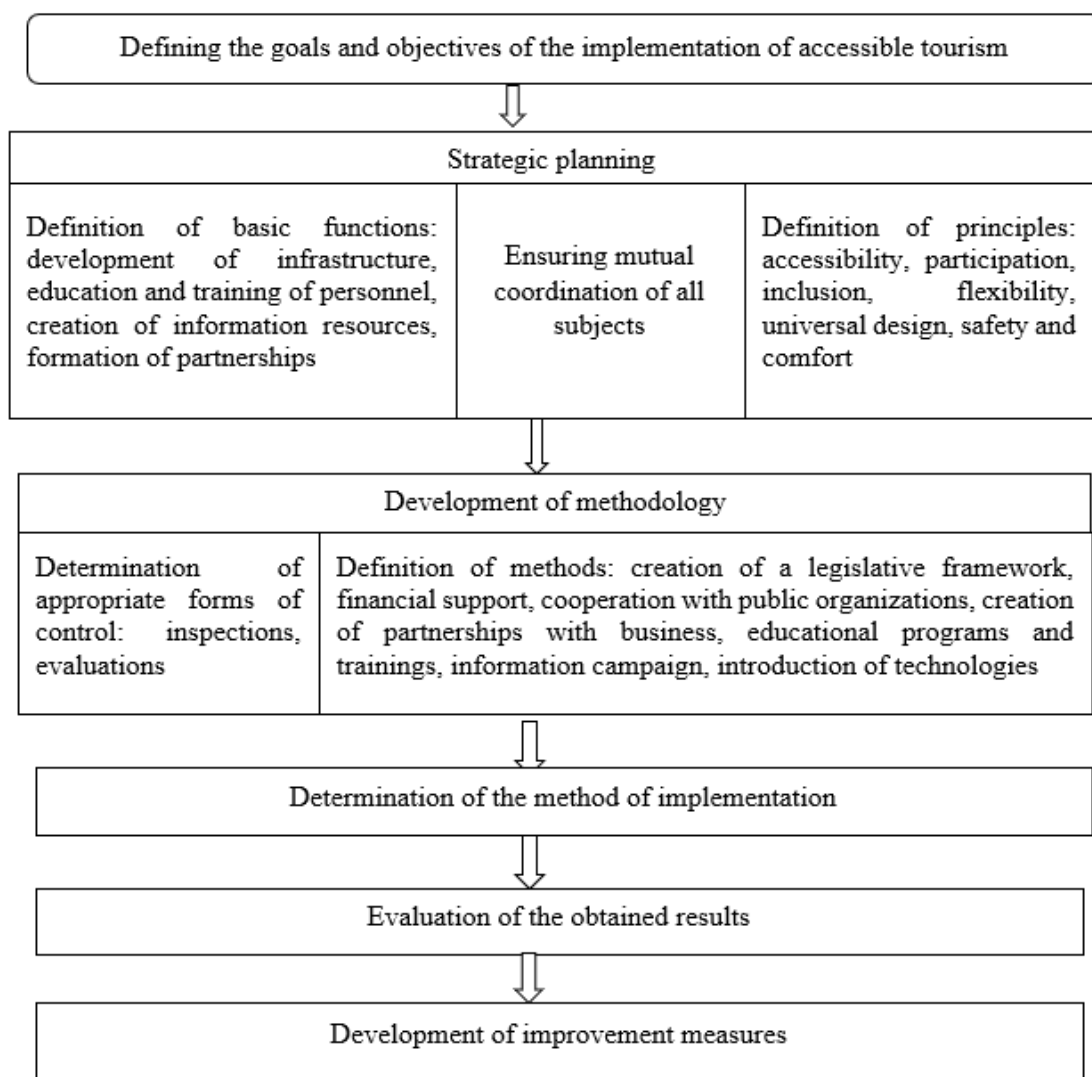 Defining the goals and objectives of the implementation of accessible tourism
Strategic planning
Definition of basic functions:
development of infrastructure,
education and training of personnel,
creation of information resources,
formation of partnerships
Ensuring mutual
coordination of all
subjects
Definition of principles:
accessibility, participation,
inclusion, flexibility,
universal design, safety and
comfort
Development of methodology
Determination of
appropriate forms of
control: inspections,
evaluations
Definition of methods: creation of a legislative framework,
financial support, cooperation with public organizations, creation
of partnerships with business, educational programs and
trainings, information campaign, introduction of technologies
Determination of the method of implementation
Evaluation of the obtained results
Development of improvement measures